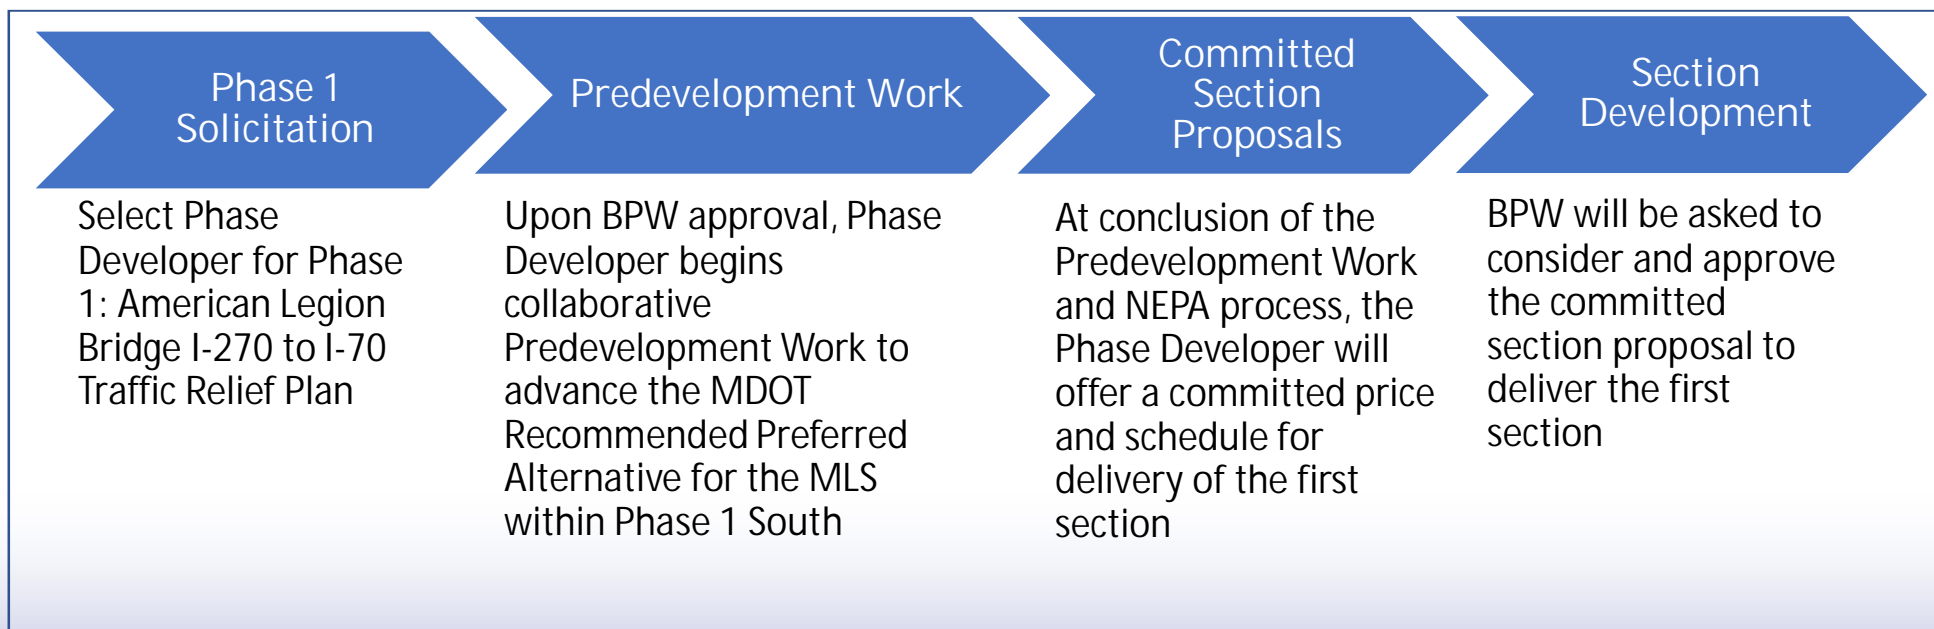 Phase 1
Solicitation
Select Phase
Developer for Phase
1: American Legion
Bridge I-270 to I-70
Traffic Relief Plan
Predevelopment Work
Upon BPW approval, Phase
Developer begins
collaborative
Predevelopment Work to
advance the MDOT
Recommended Preferred
Alternative for the MLS
within Phase 1 South
Committed
Section
Proposals
At conclusion of the
Predevelopment Work
and NEPA process, the
Phase Developer will
offer a committed price
and schedule for
delivery of the first
section
Section
Development
BPW will be asked to
consider and approve
the committed
section proposal to
deliver the first
section